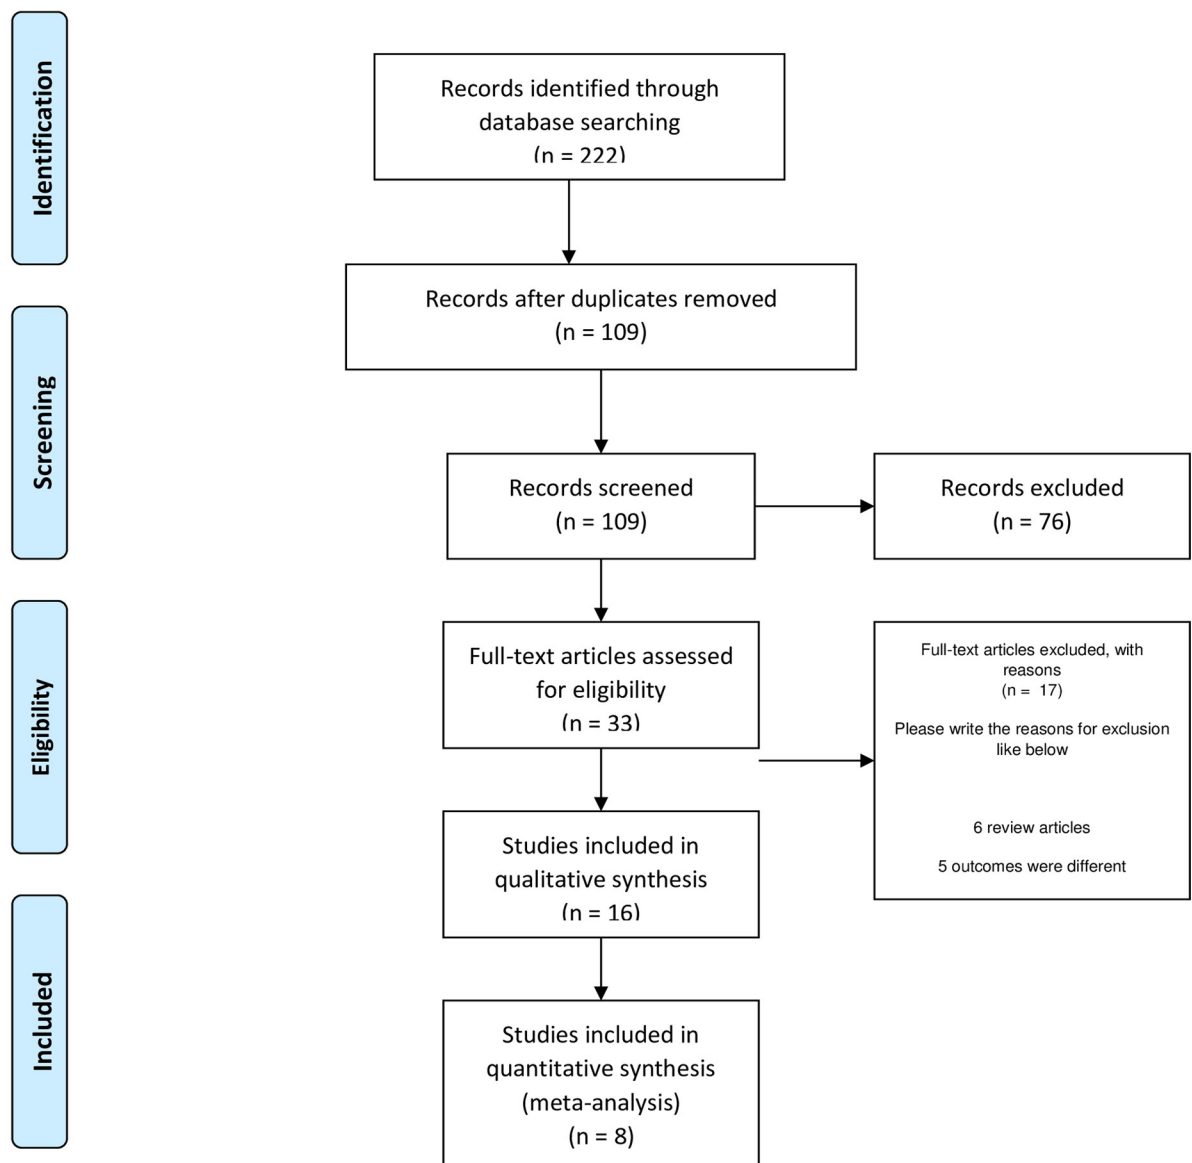 Identification
Records identified through
database searching
(n = 222)
Records after duplicates removed
(n = 109)
Screening
Records screened
(n = 109)
Records excluded
(n = 76)
Eligibility
Full-text articles assessed
for eligibility
(n = 33)
Full-text articles excluded, with
reasons
(n = 17)
Please write the reasons for exclusion
like below
6 review articles
5 outcomes were different
Studies included in
qualitative synthesis
(n = 16)
Included
Studies included in
quantitative synthesis
(meta-analysis)
(n = 8)